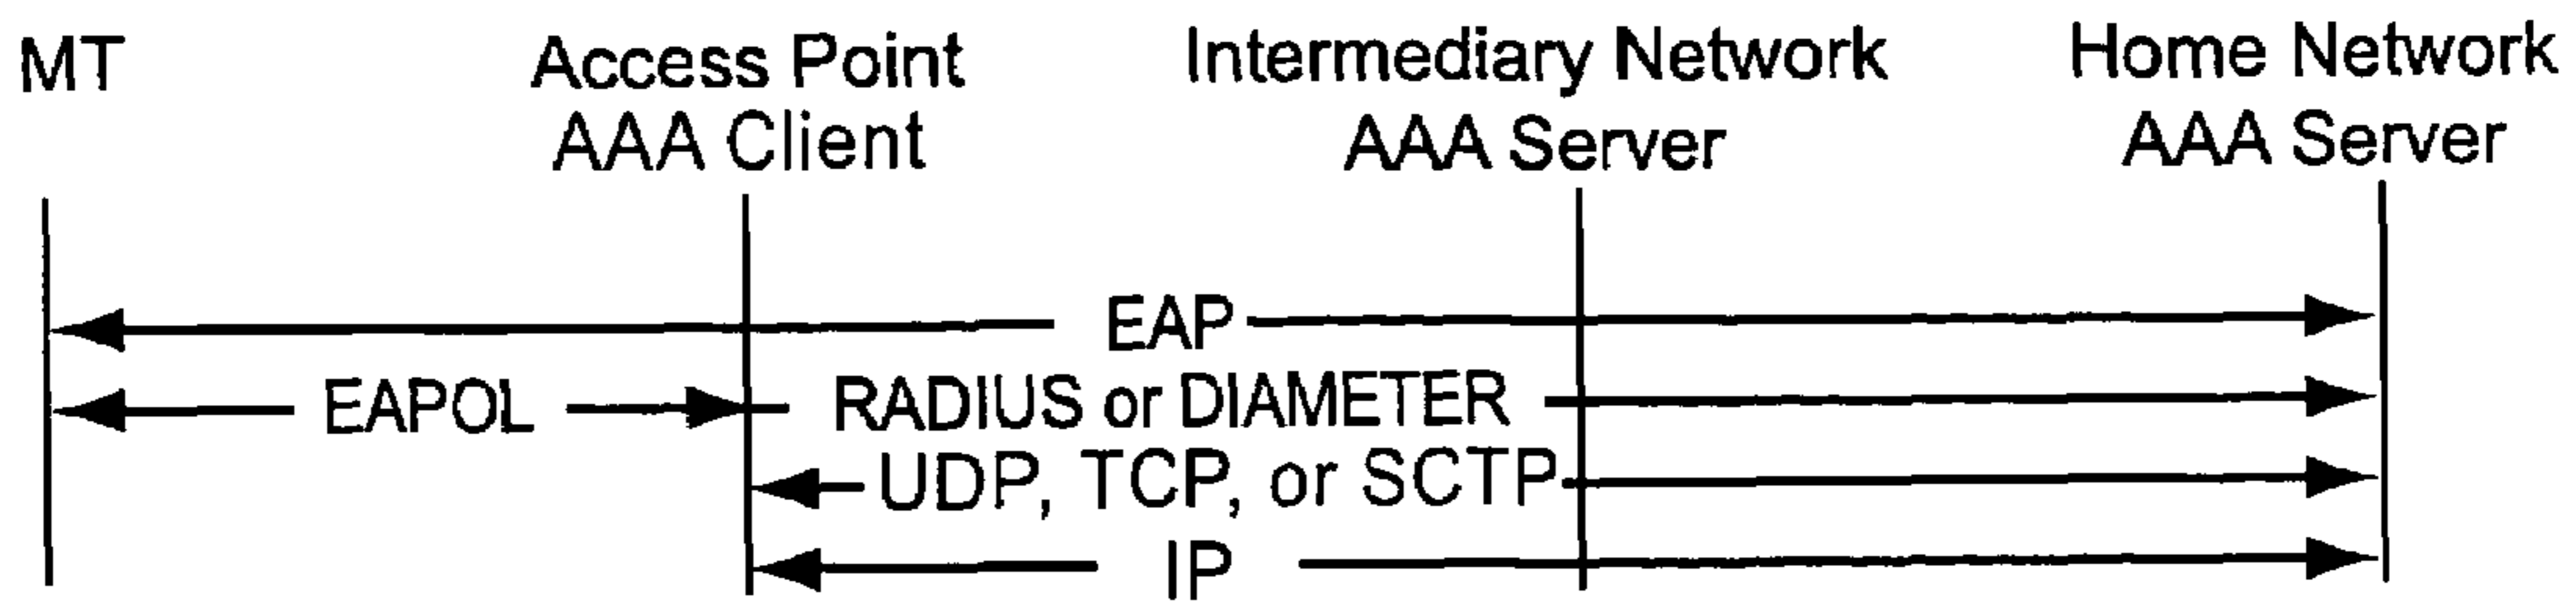 MT
Access Point
AAA Client
Intermediary Network
AAA Server
Home Network
AAA Server
EAP
EAPOL
RADIUS or DIAMETER
UDP, TCP, or SCTP
IP